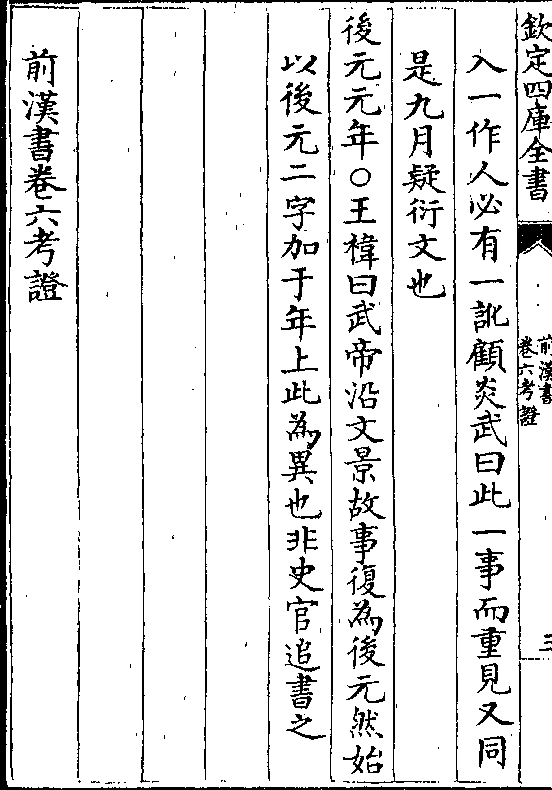 欽定四庫全書
前漢書
卷六考證
三
入一作人必有一訛顧炎武曰此一事而重見又同
是九月疑衍文也
後元元年○王禕曰武帝沿文景故事復為後元然始
以後元二字加于年上此為異也非史官追書之
前漢書卷六考證